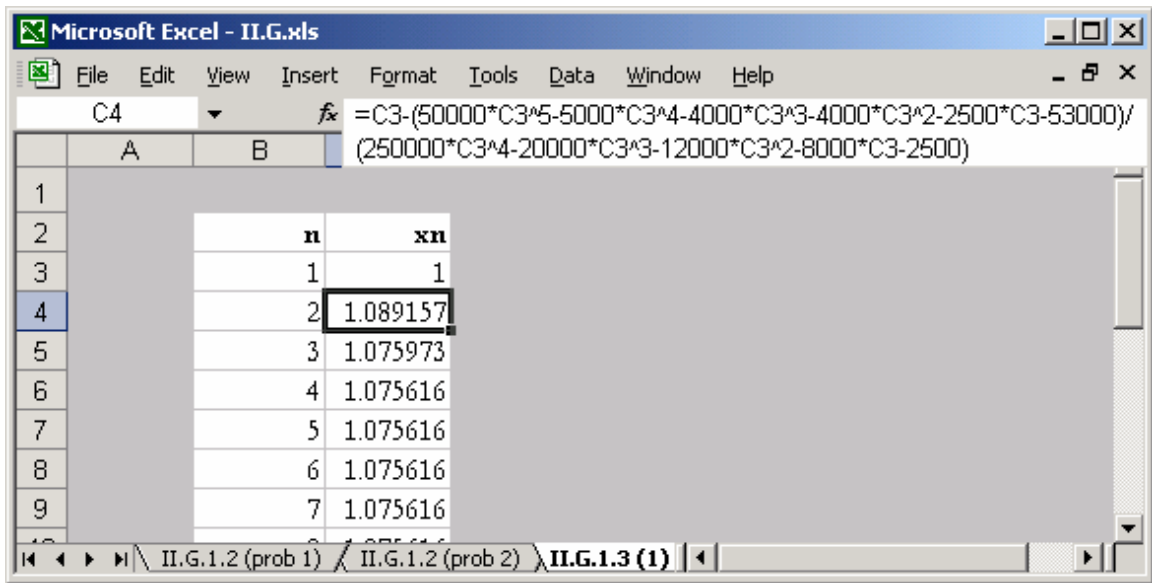 Microsoft Excel - II.G.xls
File Edit View Insert Format Tools Data Window Help
C4 fx =C3-(50000*C3^5-5000*C3^4-4000*C3^3-4000*C3^2-2500*C3-53000)/
(250000*C3^4-20000*C3^3-12000*C3^2-8000*C3-2500)
A B
1
2 n xn
3 1 1
4 2 1.089157
5 3 1.075973
6 4 1.075616
7 5 1.075616
8 6 1.075616
9 7 1.075616
II.G.1.2 (prob 1) II.G.1.2 (prob 2) II.G.1.3 (1)